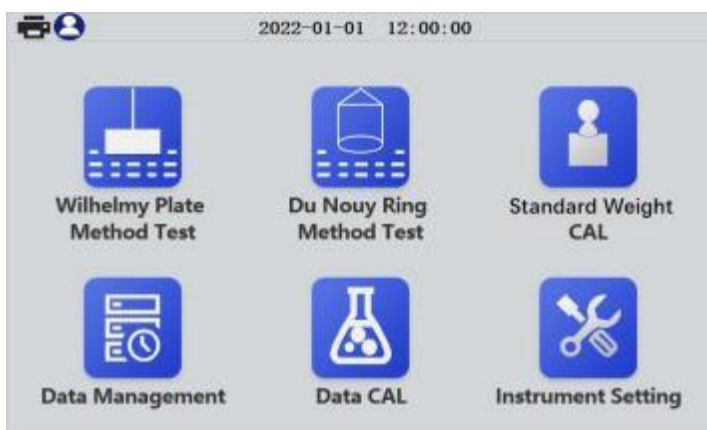 2022-01-01 12:00:00
Wilhelmy Plate
Method Test
Du Nouy Ring
Method Test
Standard Weight
CAL
Data Management
Data CAL
Instrument Setting